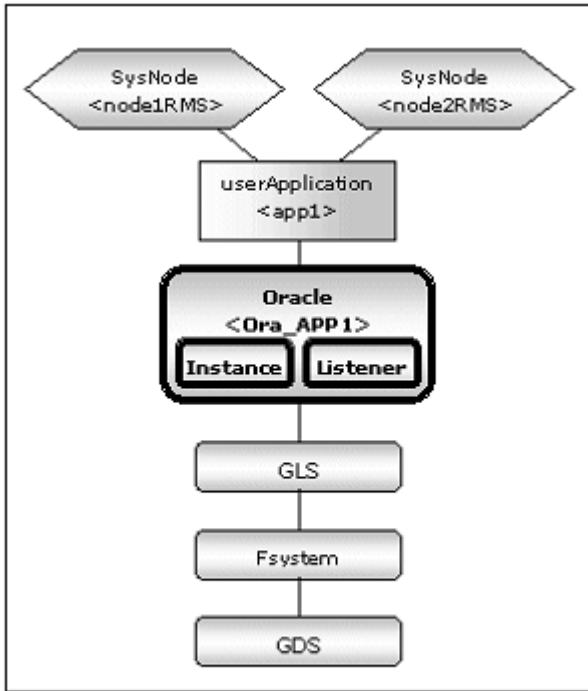 SysNode
<node1RMS>
SysNode
<node2RMS>
userApplication
<app1>
Oracle
<Ora_APP1>
Instance
Listener
GLS
Fsystem
GDS